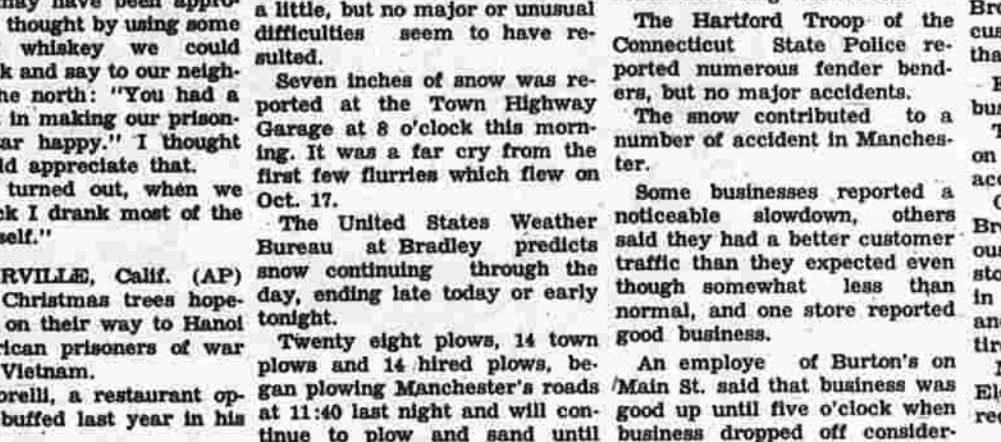 may have been appro-
thought by using some
whiskey we could
k and say to our neigh-
he north: "You had a
in making our prison-
ar happy." I thought
ld appreciate that.
turned out, when we
ck I drank most of the
self."
RVILLE, Calif. (AP)
Christmas trees hope-
on their way to Hanoi
rican prisoners of war
Vietnam.
orelli, a restaurant op-
buffed last year in his
a little, but no major or unusual
difficulties seem to have re-
sulted.
Seven inches of snow was re-
ported at the Town Highway
Garage at 8 o'clock this morn-
ing. It was a far cry from the
first few flurries which flew on
Oct. 17.
The United States Weather
Bureau at Bradley predicts
snow continuing through the
day, ending late today or early
tonight.
Twenty eight plows, 14 town
plows and 14 hired plows, be-
gan plowing Manchester's roads
at 11:40 last night and will con-
tinue to plow and sand until
The Hartford Troop of the
Connecticut State Police re-
ported numerous fender bend-
ers, but no major accidents.
The snow contributed to a
number of accident in Manches-
ter.
Some businesses reported a
noticeable slowdown, others
said they had a better customer
traffic than they expected even
though somewhat less than
normal, and one store reported
good business.
An employe of Burton's on
Main St. said that business was
good up until five o'clock when
business dropped off consider-
Bro
cus
tha
bu
on
acc
Bre
ou
sto
in
an
tire
El
re